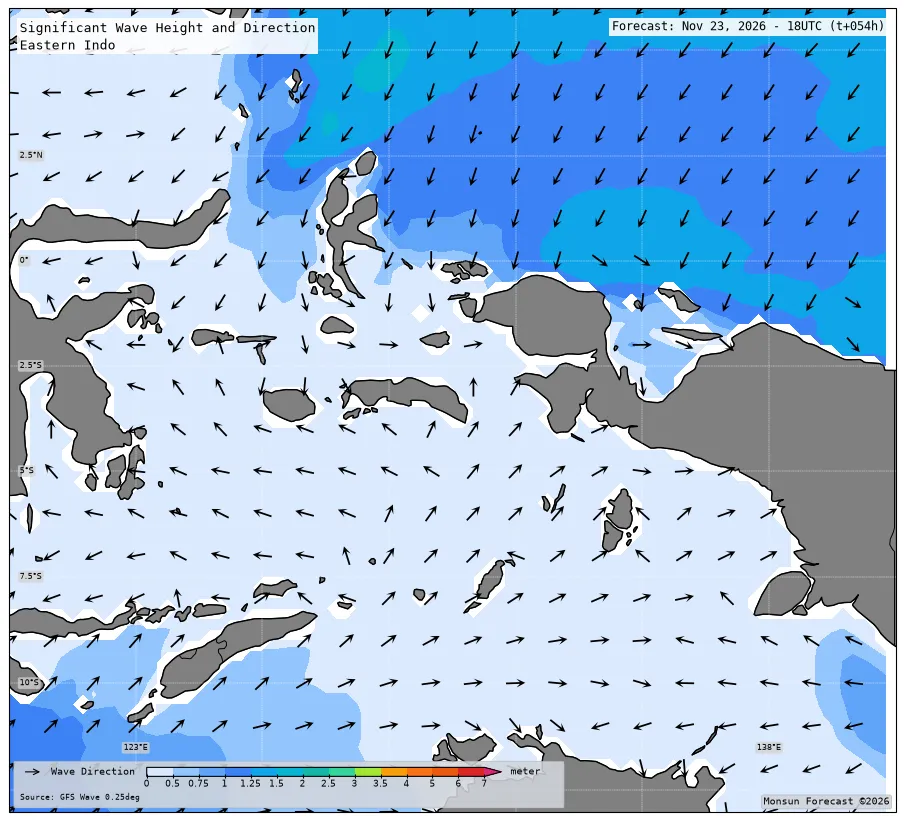 Significant Wave Height and Direction
Eastern Indo
Forecast: Nov 23, 2026 - 18UTC (t+054h)
2.5°N
0°
2.5°S
5°S
7.5°S
10°S
123°E
138°E
Wave Direction
0 0.5 0.75 1 1.25 1.5 2 2.5 3 3.5 4 5 6 7
meter
Source: GFS Wave 0.25deg
Monsun Forecast ©2026